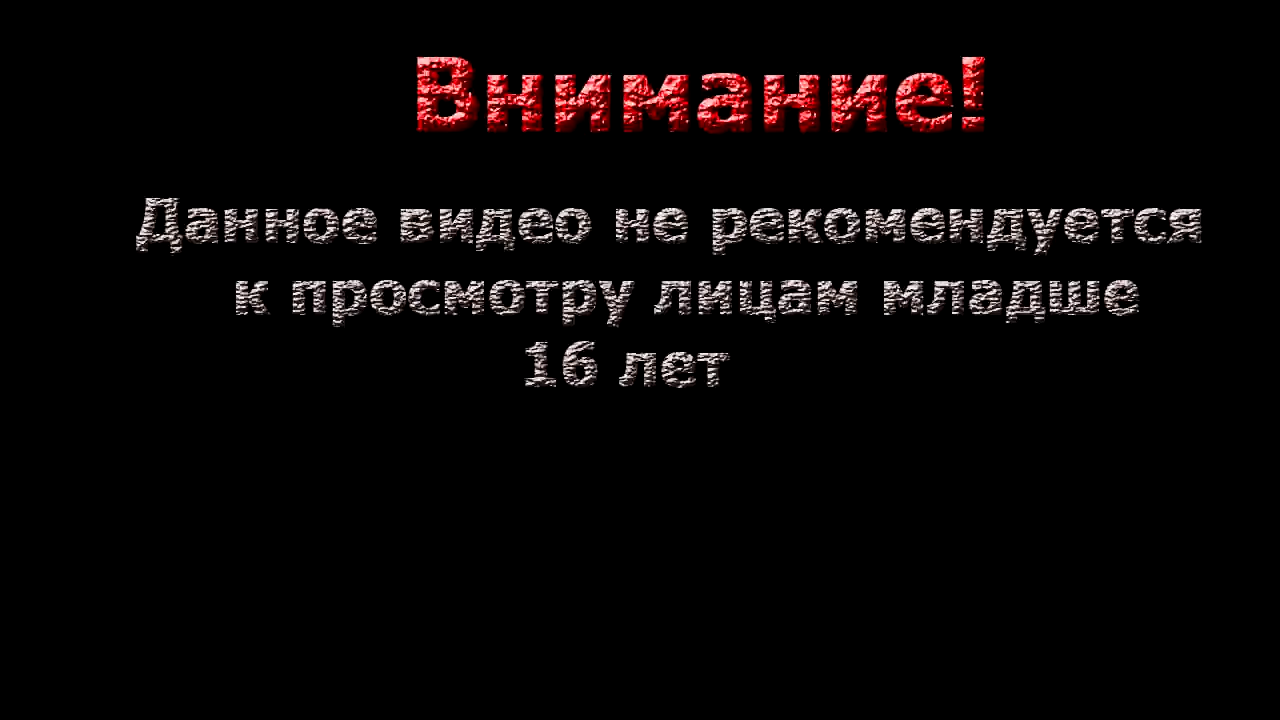 Внимание!
Данное видео не рекомендуется
к просмотру лицам младше
16 лет